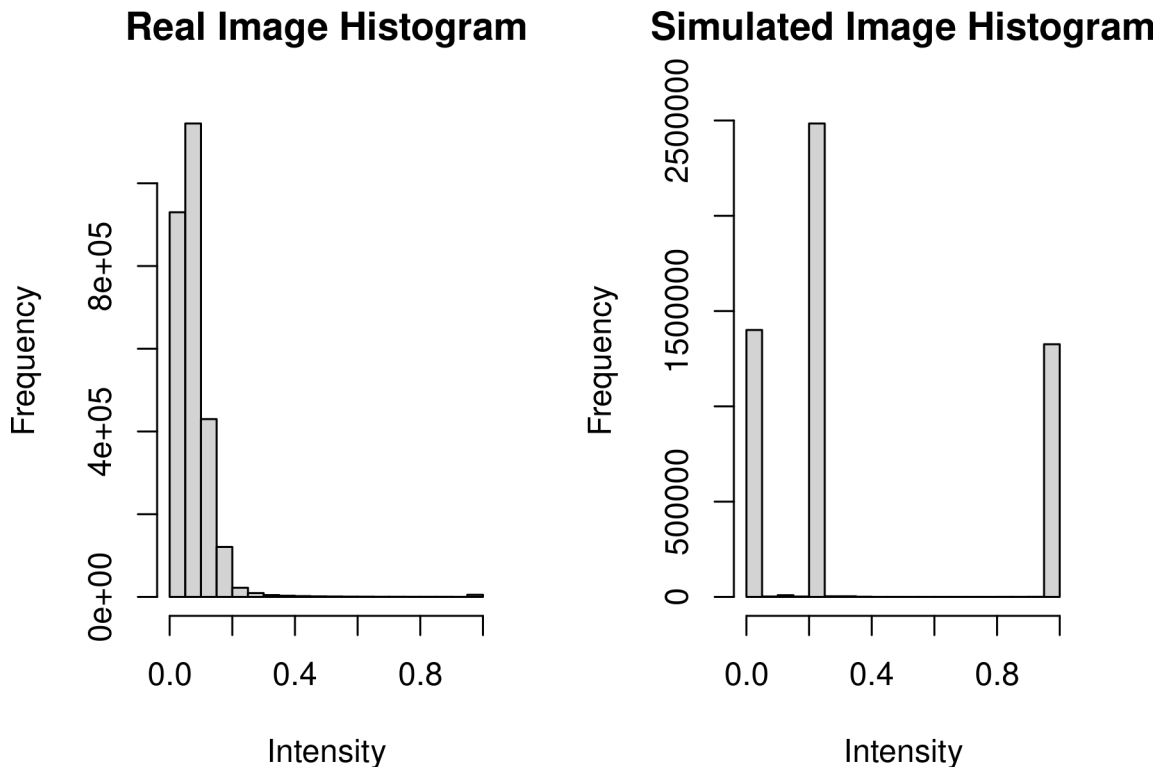 Real Image Histogram
Frequency
0e+00 4e+05 8e+05
0.0 0.4 0.8
Intensity
Simulated Image Histogram
Frequency
0 500000 1500000 2500000
0.0 0.4 0.8
Intensity